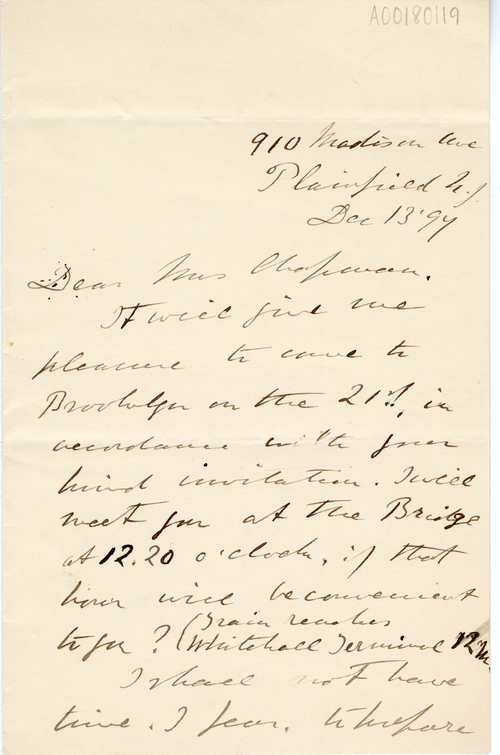 A00180119
910 Madison Ave
Plainfield N.J
Dec 13 '97
Dear Mrs Chapman.
It will give me
pleasure to come to
Brooklyn on the 21st, in
accordance with your
kind invitation. I will
meet you at the Bridge
at 12.20 o'clock, if that
hour will be convenient
to you? (Train reaches
Whitehall Terminal 12 M.
I shall not have
time. I fear. to prepare